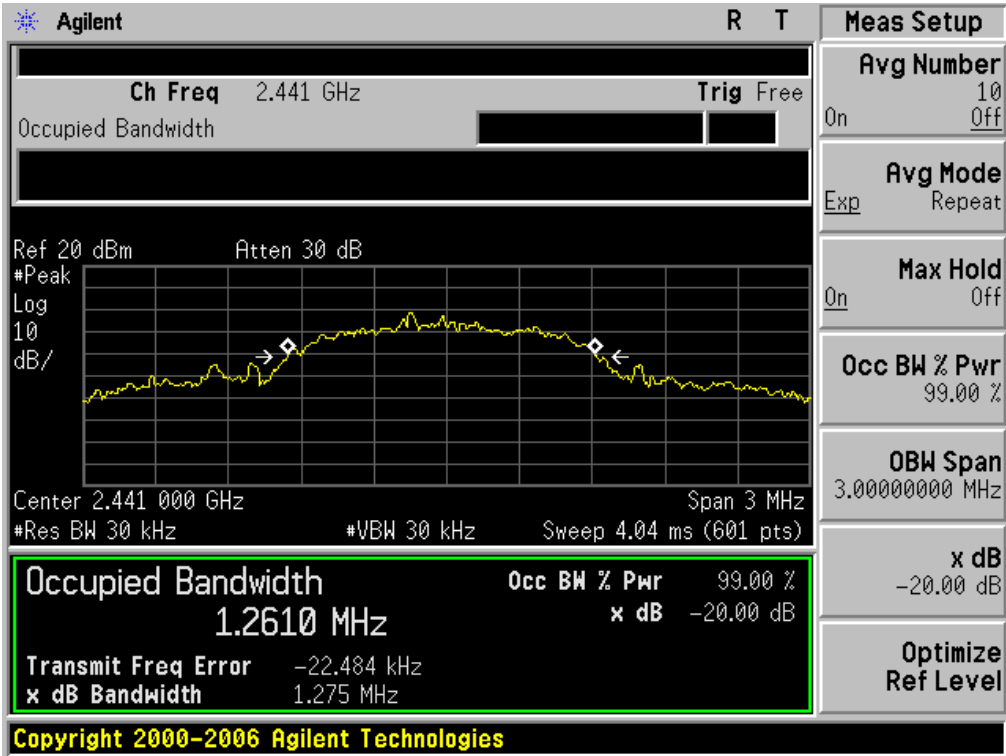 Agilent R T
Meas Setup
Ch Freq 2.441 GHz Trig Free
Occupied Bandwidth
Ref 20 dBm Atten 30 dB
#Peak
Log
10
dB/
Center 2.441 000 GHz Span 3 MHz
#Res BW 30 kHz #VBW 30 kHz Sweep 4.04 ms (601 pts)
Occupied Bandwidth
1.2610 MHz
Occ BW % Pwr 99.00 %
x dB -20.00 dB
Transmit Freq Error -22.484 kHz
x dB Bandwidth 1.275 MHz
Avg Number
10
On Off
Avg Mode
Exp Repeat
Max Hold
On Off
Occ BW % Pwr
99.00 %
OBW Span
3.00000000 MHz
x dB
-20.00 dB
Optimize
Ref Level
Copyright 2000-2006 Agilent Technologies